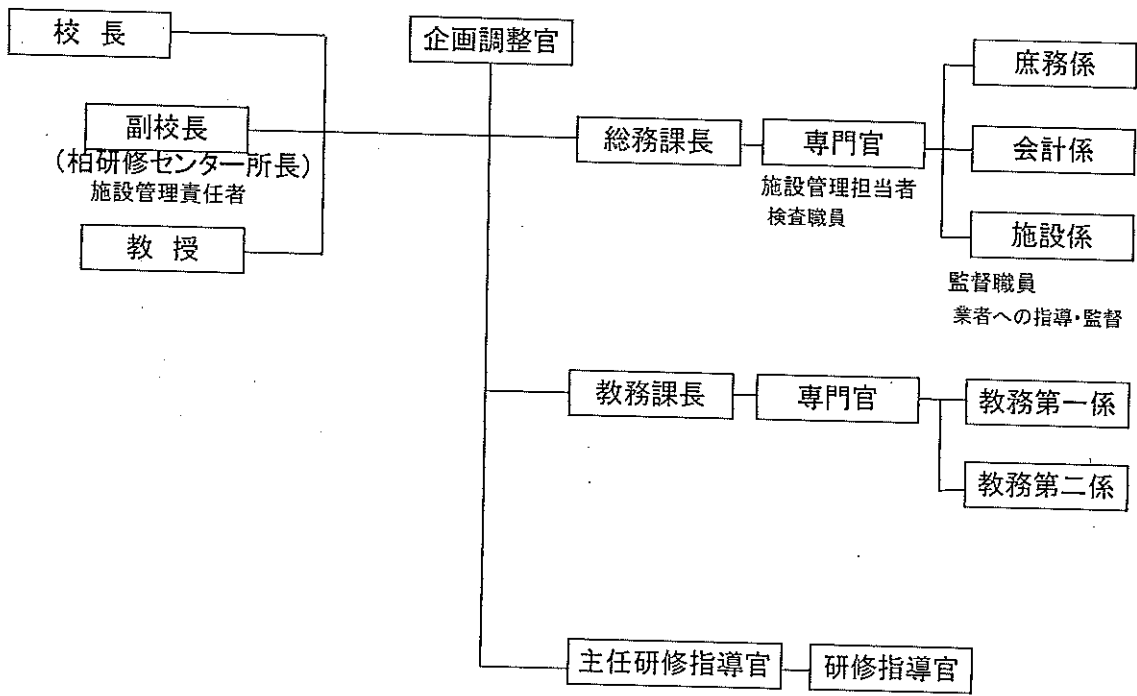 校 長
企画調整官
庶務係
副校長
(柏研修センター所長)
施設管理責任者
総務課長
専門官
施設管理担当者
検査職員
会計係
教 授
施設係
監督職員
業者への指導・監督
教務課長
専門官
教務第一係
教務第二係
主任研修指導官
研修指導官